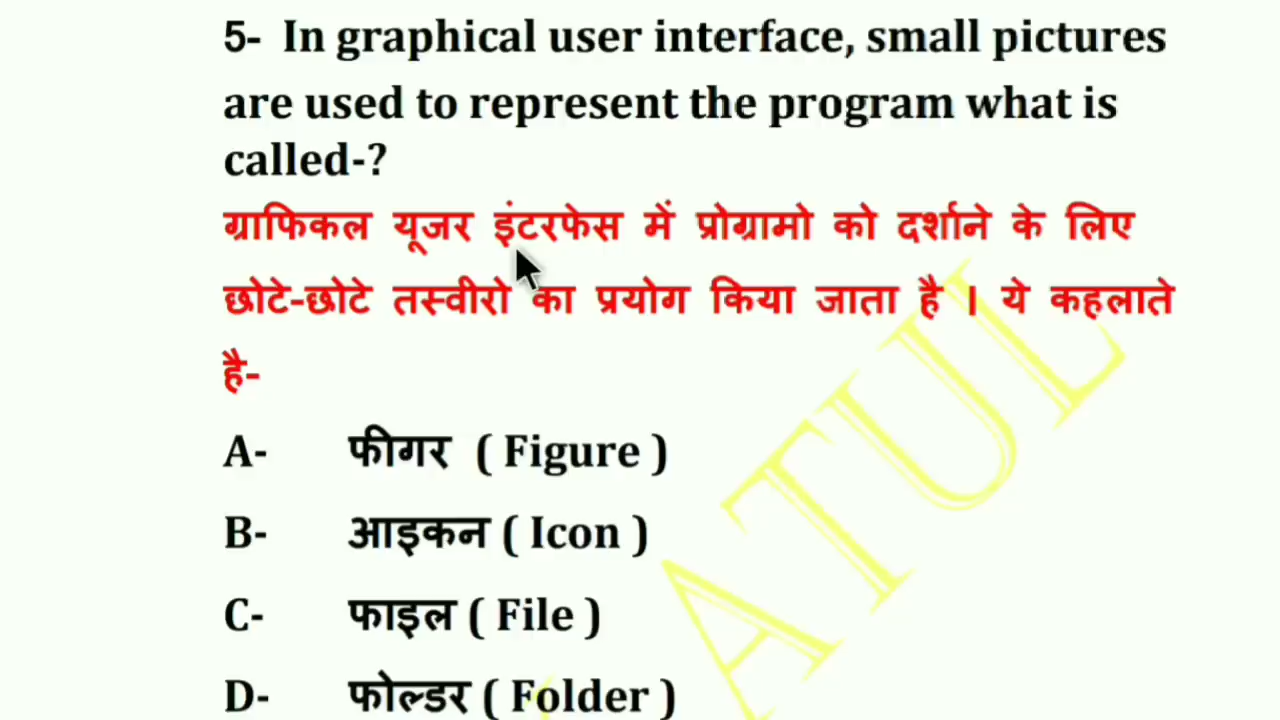 5- In graphical user interface, small pictures
are used to represent the program what is
called-?
ग्राफिकल यूजर इंटरफेस में प्रोग्रामो को दर्शाने के लिए
छोटे-छोटे तस्वीरो का प्रयोग किया जाता है । ये कहलाते
है-
A- फीगर ( Figure )
B- आइकन ( Icon )
C- फाइल ( File )
D- फोल्डर ( Folder )
ATUL